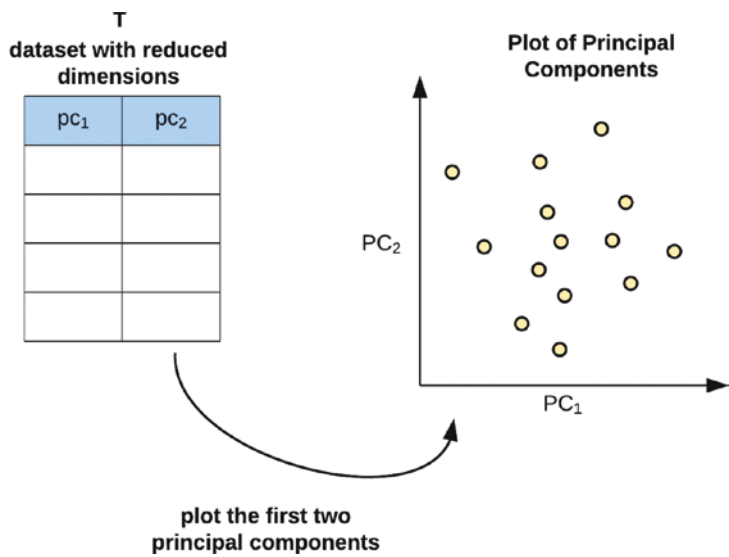 T
dataset with reduced
dimensions
pc₁ pc₂
Plot of Principal
Components
PC₂
PC₁
plot the first two
principal components